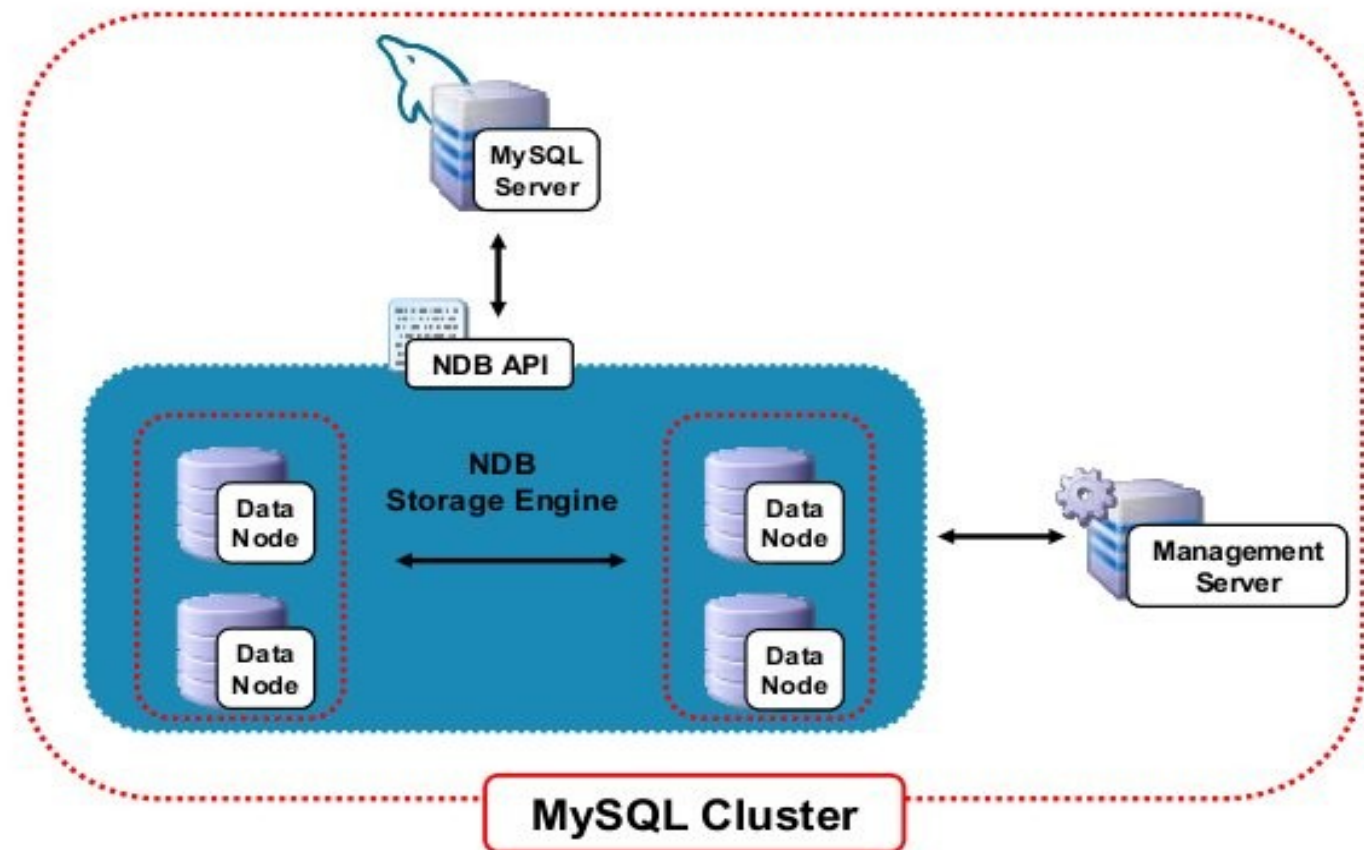 MySQL
Server
NDB API
NDB
Storage Engine
Data
Node
Data
Node
Data
Node
Data
Node
Management
Server
MySQL Cluster